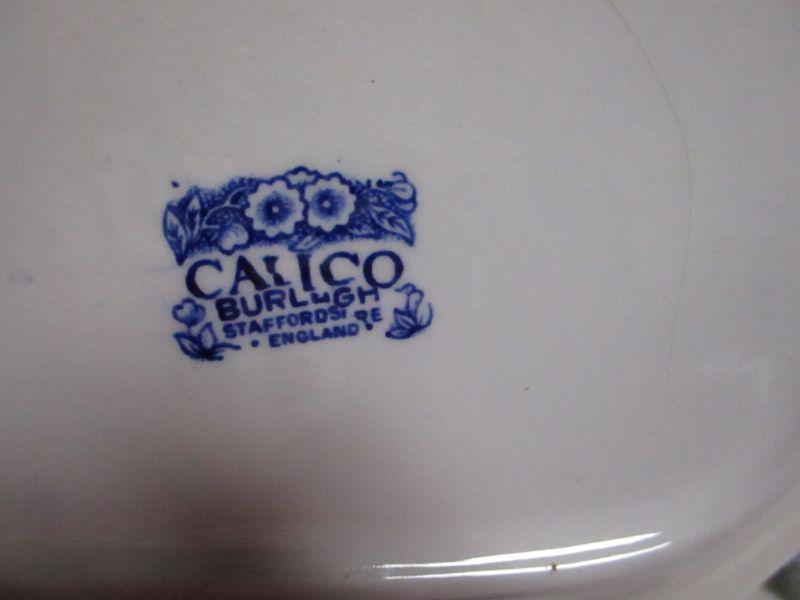 CALICO
BURLEIGH
STAFFORDSHIRE
• ENGLAND •